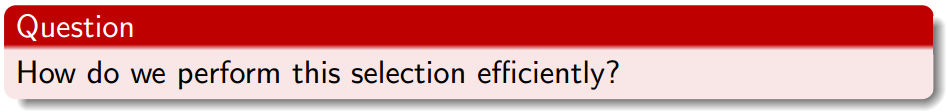 Question
How do we perform this selection efficiently?